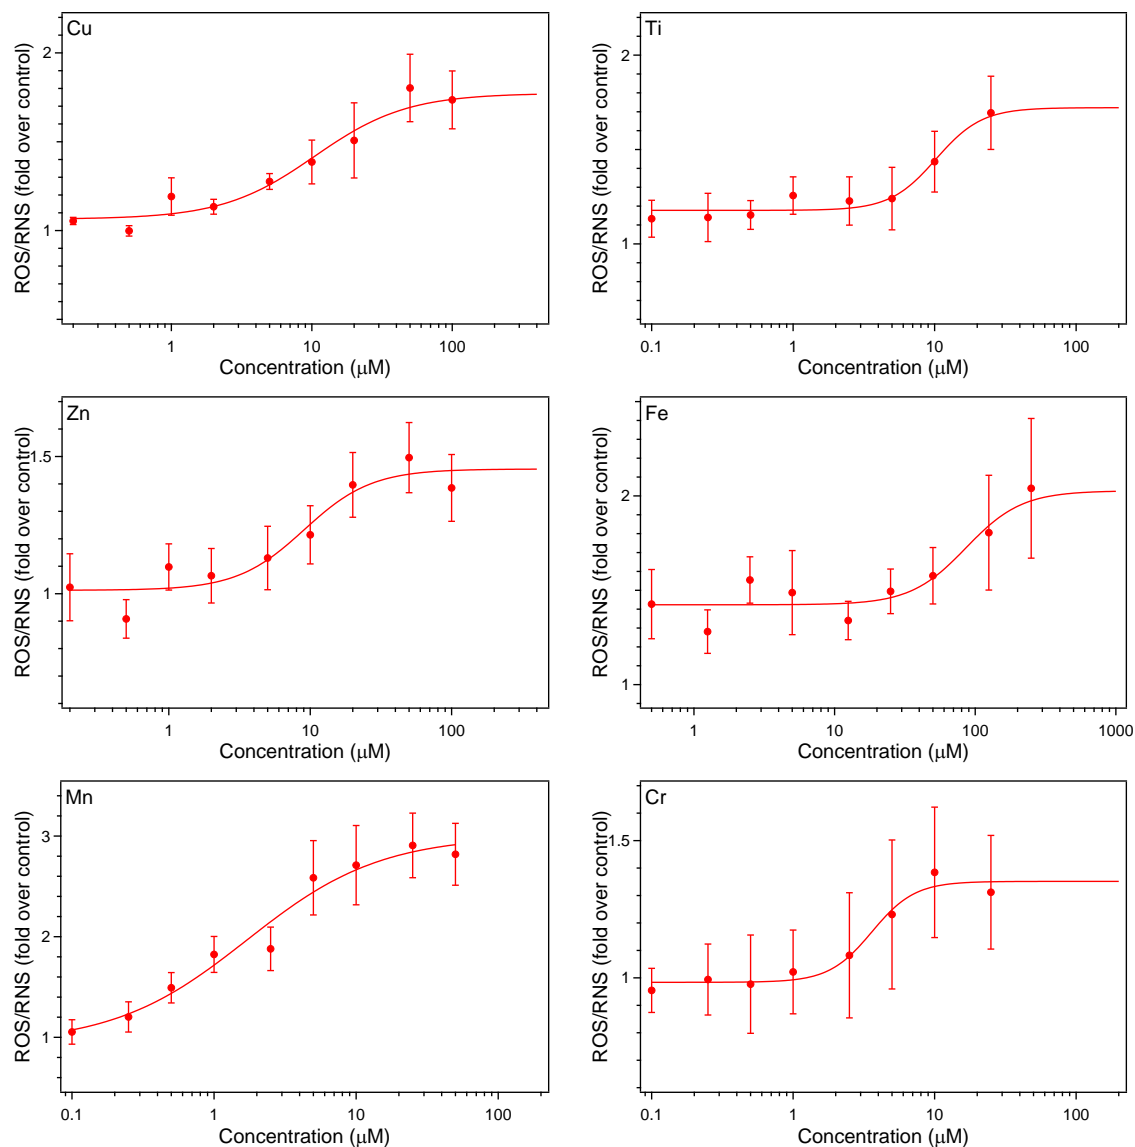 Cu
ROS/RNS (fold over control)
2
1
1
10
100
Concentration (μM)
Ti
ROS/RNS (fold over control)
2
1
0.1
1
10
100
Concentration (μM)
Zn
ROS/RNS (fold over control)
1.5
1
1
10
100
Concentration (μM)
Fe
ROS/RNS (fold over control)
2
1
1
10
100
1000
Concentration (μM)
Mn
ROS/RNS (fold over control)
3
2
1
0.1
1
10
100
Concentration (μM)
Cr
ROS/RNS (fold over control)
1.5
1
0.1
1
10
100
Concentration (μM)